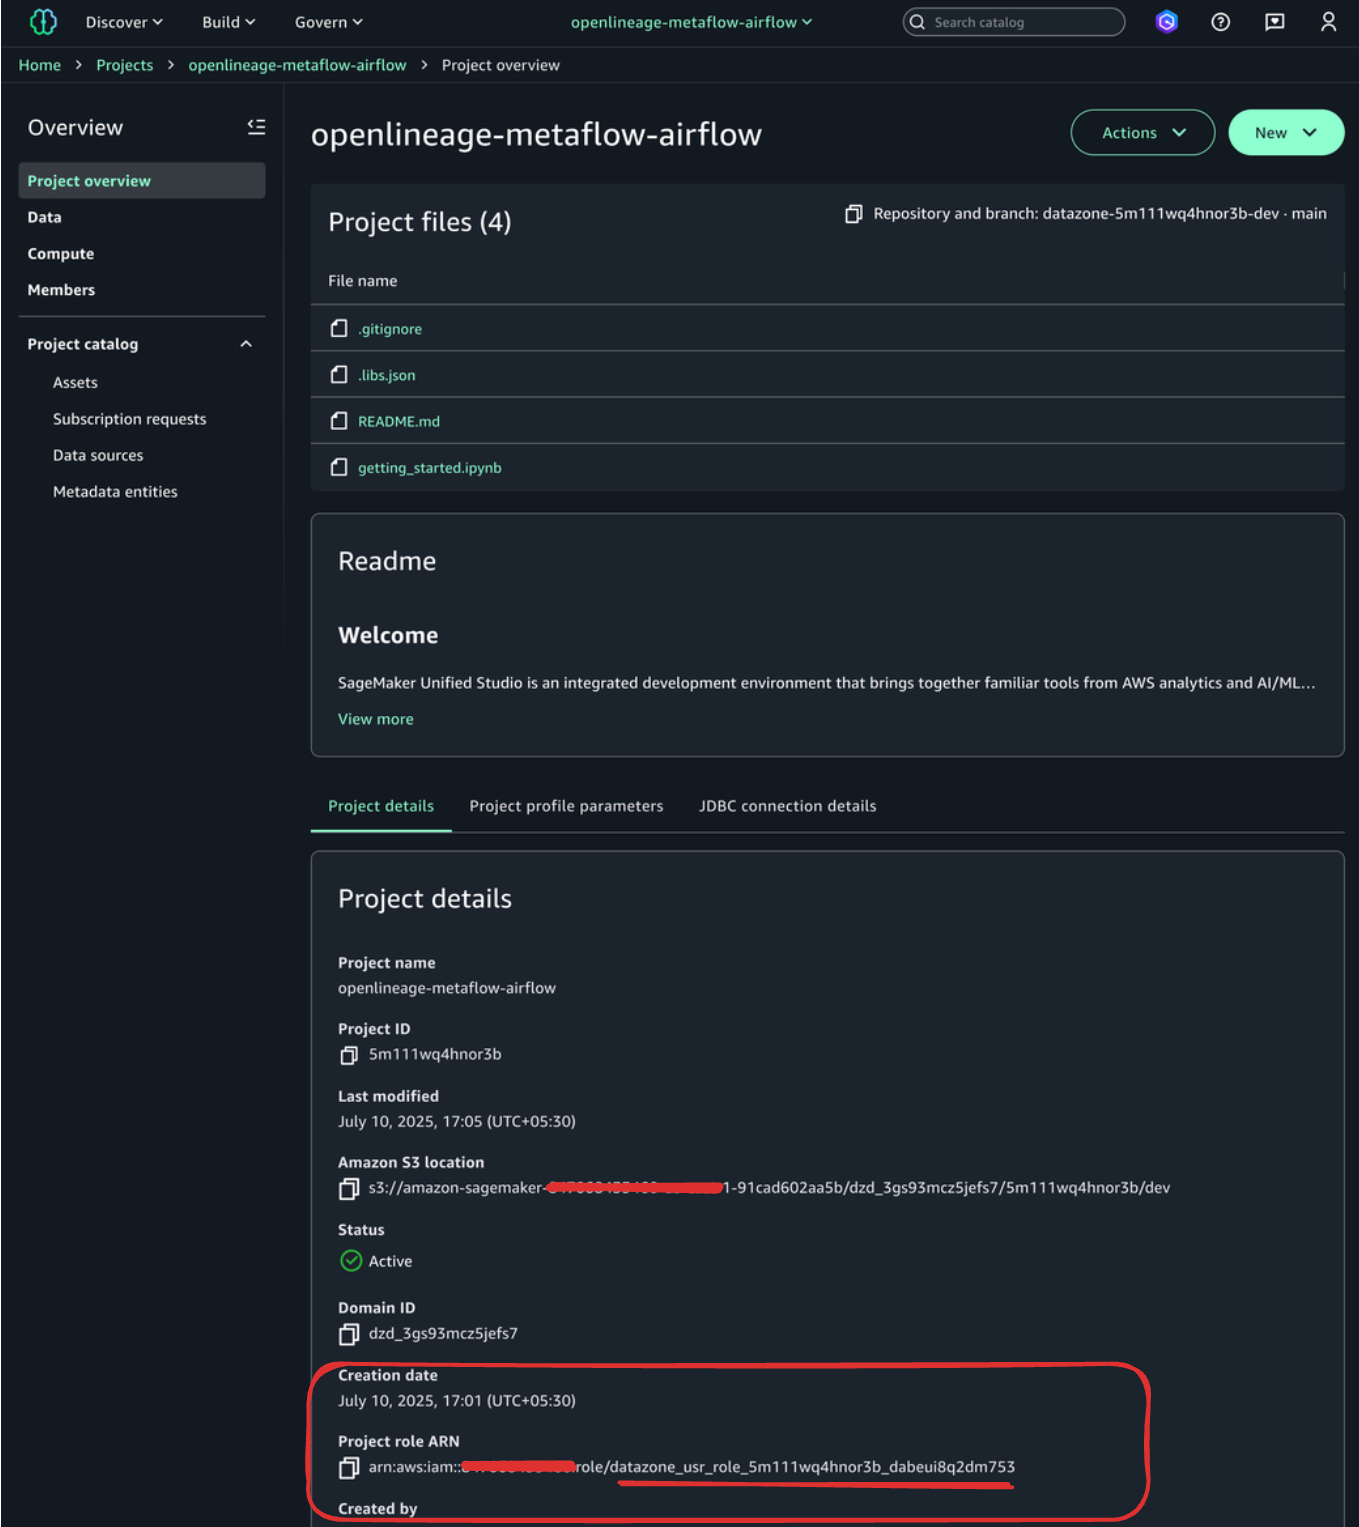 Discover Build Govern openlineage-metaflow-airflow Search catalog
Home > Projects > openlineage-metaflow-airflow > Project overview
Overview
Project overview
Data
Compute
Members
Project catalog
Assets
Subscription requests
Data sources
Metadata entities
openlineage-metaflow-airflow
Actions New
Project files (4)
Repository and branch: datazone-5m111wq4hnor3b-dev · main
File name
.gitignore
.libs.json
README.md
getting_started.ipynb
Readme
Welcome
SageMaker Unified Studio is an integrated development environment that brings together familiar tools from AWS analytics and AI/ML...
View more
Project details Project profile parameters JDBC connection details
Project details
Project name
openlineage-metaflow-airflow
Project ID
5m111wq4hnor3b
Last modified
July 10, 2025, 17:05 (UTC+05:30)
Amazon S3 location
s3://amazon-sagemaker- 1-91cad602aa5b/dzd_3gs93mcz5jefs7/5m111wq4hnor3b/dev
Status
Active
Domain ID
dzd_3gs93mcz5jefs7
Creation date
July 10, 2025, 17:01 (UTC+05:30)
Project role ARN
arn:aws:iam:: role/datazone_usr_role_5m111wq4hnor3b_dabeui8q2dm753
Created by